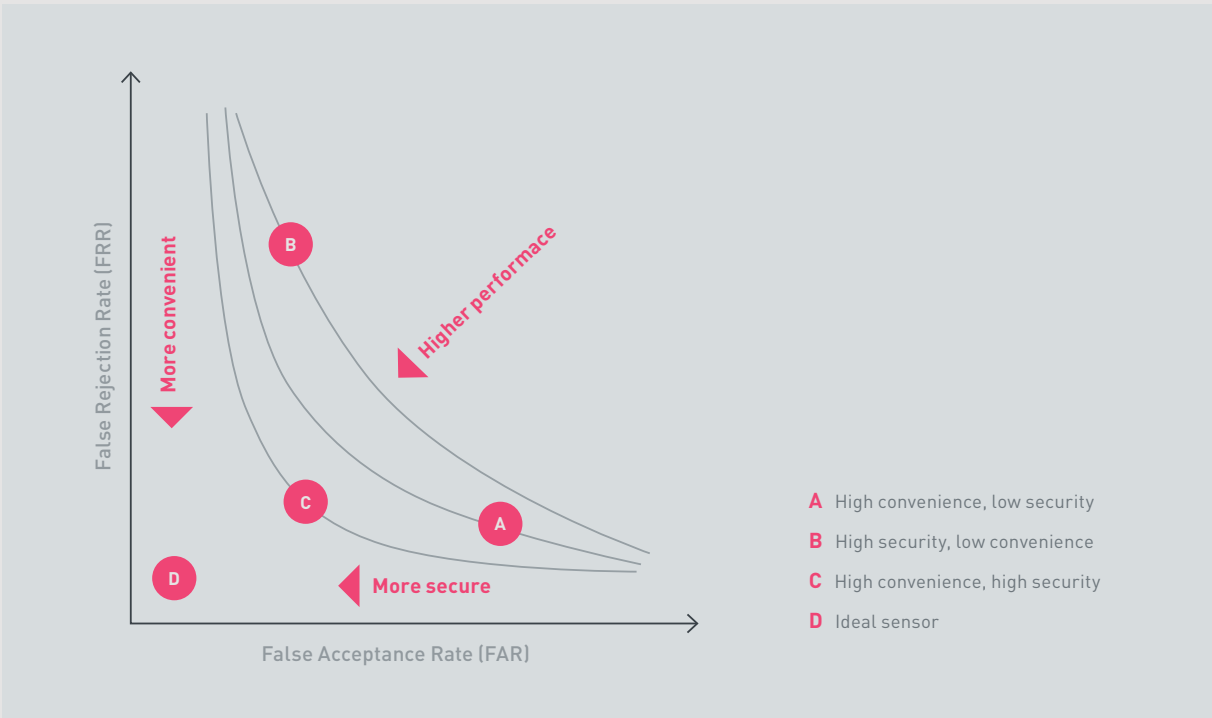 False Rejection Rate (FRR)
More convenient
B
Higher performace
C
A
D
More secure
False Acceptance Rate (FAR)
A High convenience, low security
B High security, low convenience
C High convenience, high security
D Ideal sensor